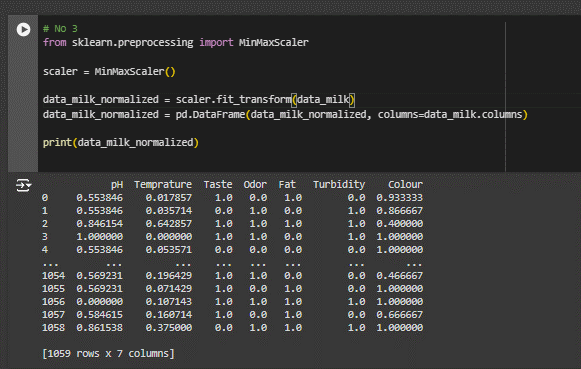 # No 3
from sklearn.preprocessing import MinMaxScaler
scaler = MinMaxScaler()
data_milk_normalized = scaler.fit_transform(data_milk)
data_milk_normalized = pd.DataFrame(data_milk_normalized, columns=data_milk.columns)
print(data_milk_normalized)
pH Temprature Taste Odor Fat Turbidity Colour
0 0.553846 0.017857 1.0 0.0 1.0 0.0 0.933333
1 0.553846 0.035714 0.0 0.0 0.0 1.0 0.866667
2 0.846154 0.642857 1.0 1.0 0.0 1.0 0.400000
3 1.000000 0.000000 1.0 0.0 1.0 1.0 1.000000
4 0.553846 0.053571 0.0 0.0 0.0 0.0 1.000000
... ... ... ... ... ... ... ...
1054 0.569231 0.196429 1.0 0.0 0.0 0.0 0.466667
1055 0.569231 0.071429 1.0 0.0 1.0 0.0 1.000000
1056 0.000000 0.107143 1.0 0.0 1.0 1.0 1.000000
1057 0.584615 0.160714 1.0 0.0 0.0 0.0 0.666667
1058 0.861538 0.375000 0.0 1.0 1.0 1.0 1.000000
[1059 rows x 7 columns]